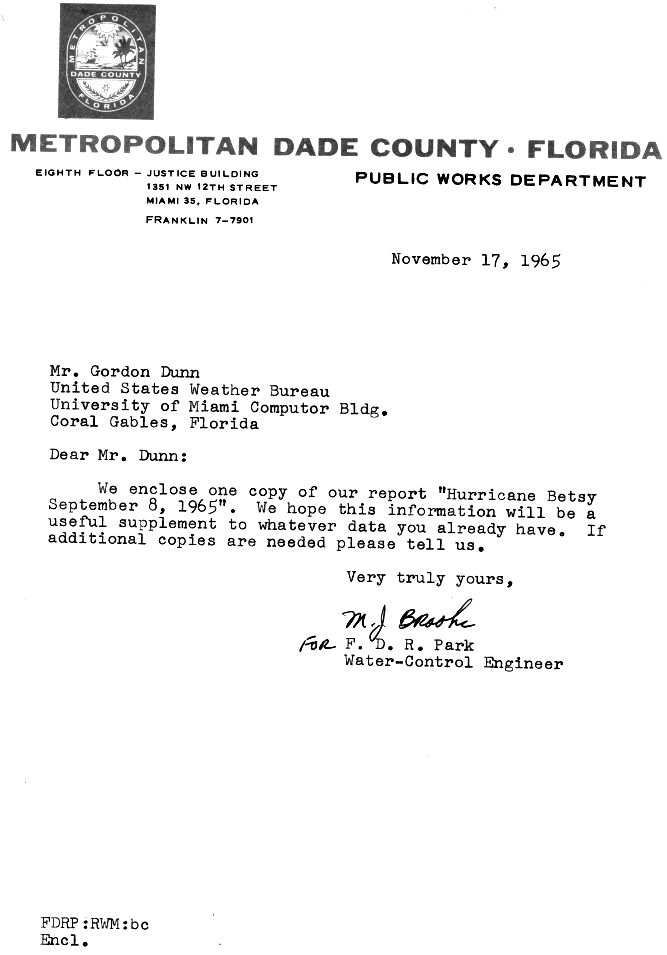 METROPOLITAN
DADE COUNTY
FLORIDA
METROPOLITAN DADE COUNTY • FLORIDA
EIGHTH FLOOR — JUSTICE BUILDING
1351 NW 12TH STREET
MIAMI 35, FLORIDA
FRANKLIN 7-7901
PUBLIC WORKS DEPARTMENT
November 17, 1965
Mr. Gordon Dunn
United States Weather Bureau
University of Miami Computor Bldg.
Coral Gables, Florida
Dear Mr. Dunn:
We enclose one copy of our report "Hurricane Betsy
September 8, 1965". We hope this information will be a
useful supplement to whatever data you already have. If
additional copies are needed please tell us.
Very truly yours,
M.J
FOR F. D. R. Park
Water-Control Engineer
FDRP:RWM:bc
Encl.